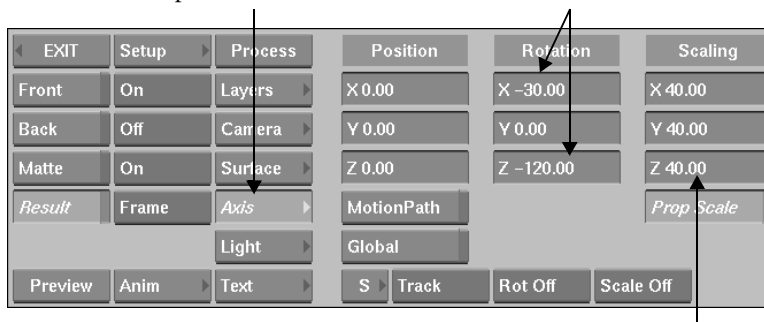 EXIT Setup Process Position Rotation Scaling
Front On Layers X 0.00 X -30.00 X 40.00
Back Off Camera Y 0.00 Y 0.00 Y 40.00
Matte On Surface Z 0.00 Z -120.00 Z 40.00
Result Frame Axis MotionPath Prop Scale
Light Global
Preview Anim Text S Track Rot Off Scale Off